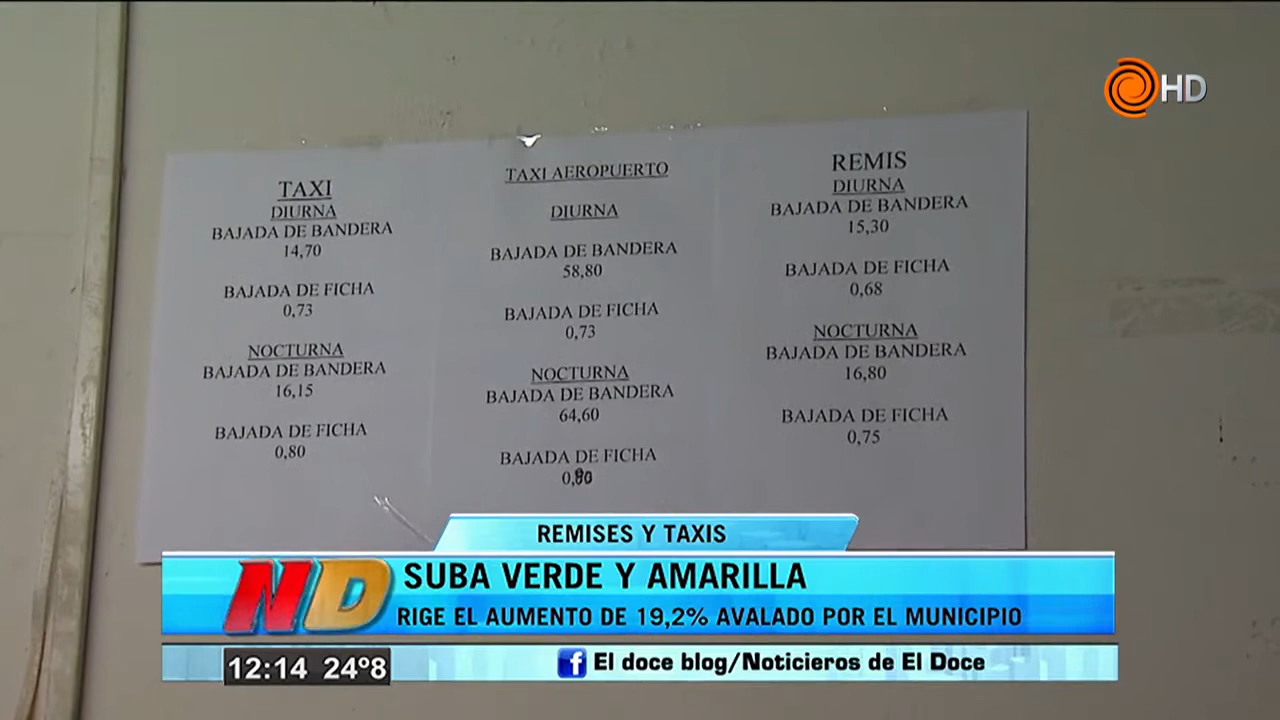 HD
TAXI
DIURNA
BAJADA DE BANDERA
14,70
BAJADA DE FICHA
0,73
NOCTURNA
BAJADA DE BANDERA
16,15
BAJADA DE FICHA
0,80
TAXI AEROPUERTO
DIURNA
BAJADA DE BANDERA
58,80
BAJADA DE FICHA
0,73
NOCTURNA
BAJADA DE BANDERA
64,60
BAJADA DE FICHA
REMIS
DIURNA
BAJADA DE BANDERA
15,30
BAJADA DE FICHA
0,68
NOCTURNA
BAJADA DE BANDERA
16,80
BAJADA DE FICHA
0,75
REMISES Y TAXIS
ND
SUBA VERDE Y AMARILLA
RIGE EL AUMENTO DE 19,2% AVALADO POR EL MUNICIPIO
12:14 24º8
f El doce blog/Noticieros de El Doce